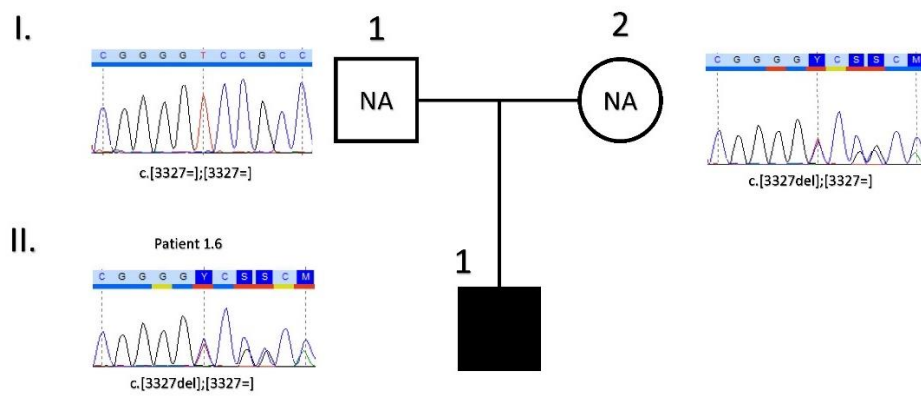 I.
1
2
C G G G G T C C G C C
NA
NA
C G G G G Y C S S C M
c.[3327=];[3327=]
c.[3327del];[3327=]
II.
Patient 1.6
1
C G G G G Y C S S C M
c.[3327del];[3327=]